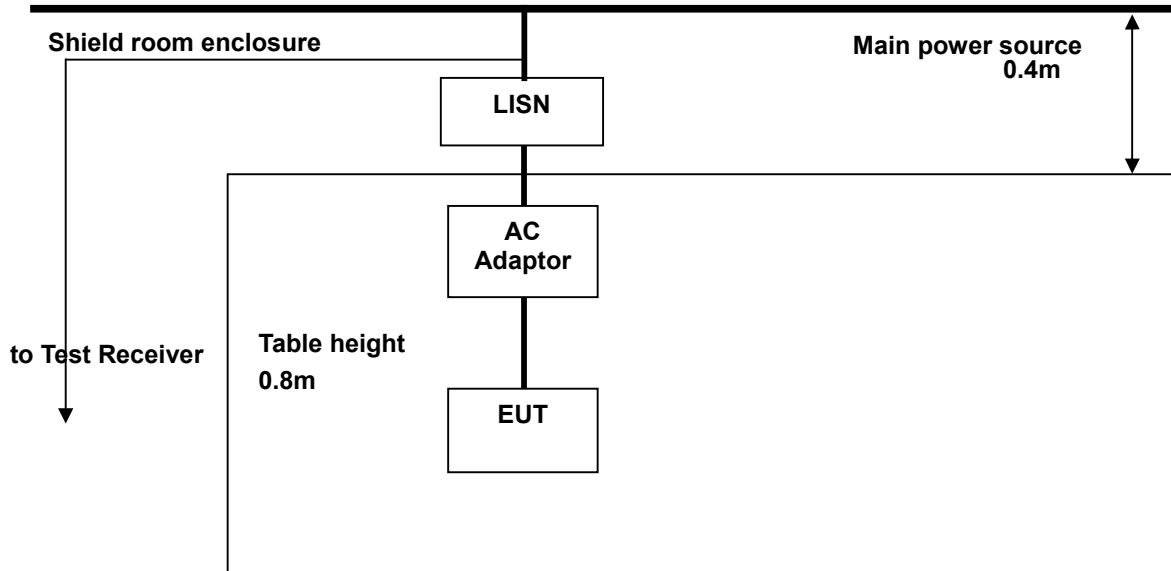 Shield room enclosure
Main power source
0.4m
LISN
AC
Adaptor
to Test Receiver
Table height
0.8m
EUT